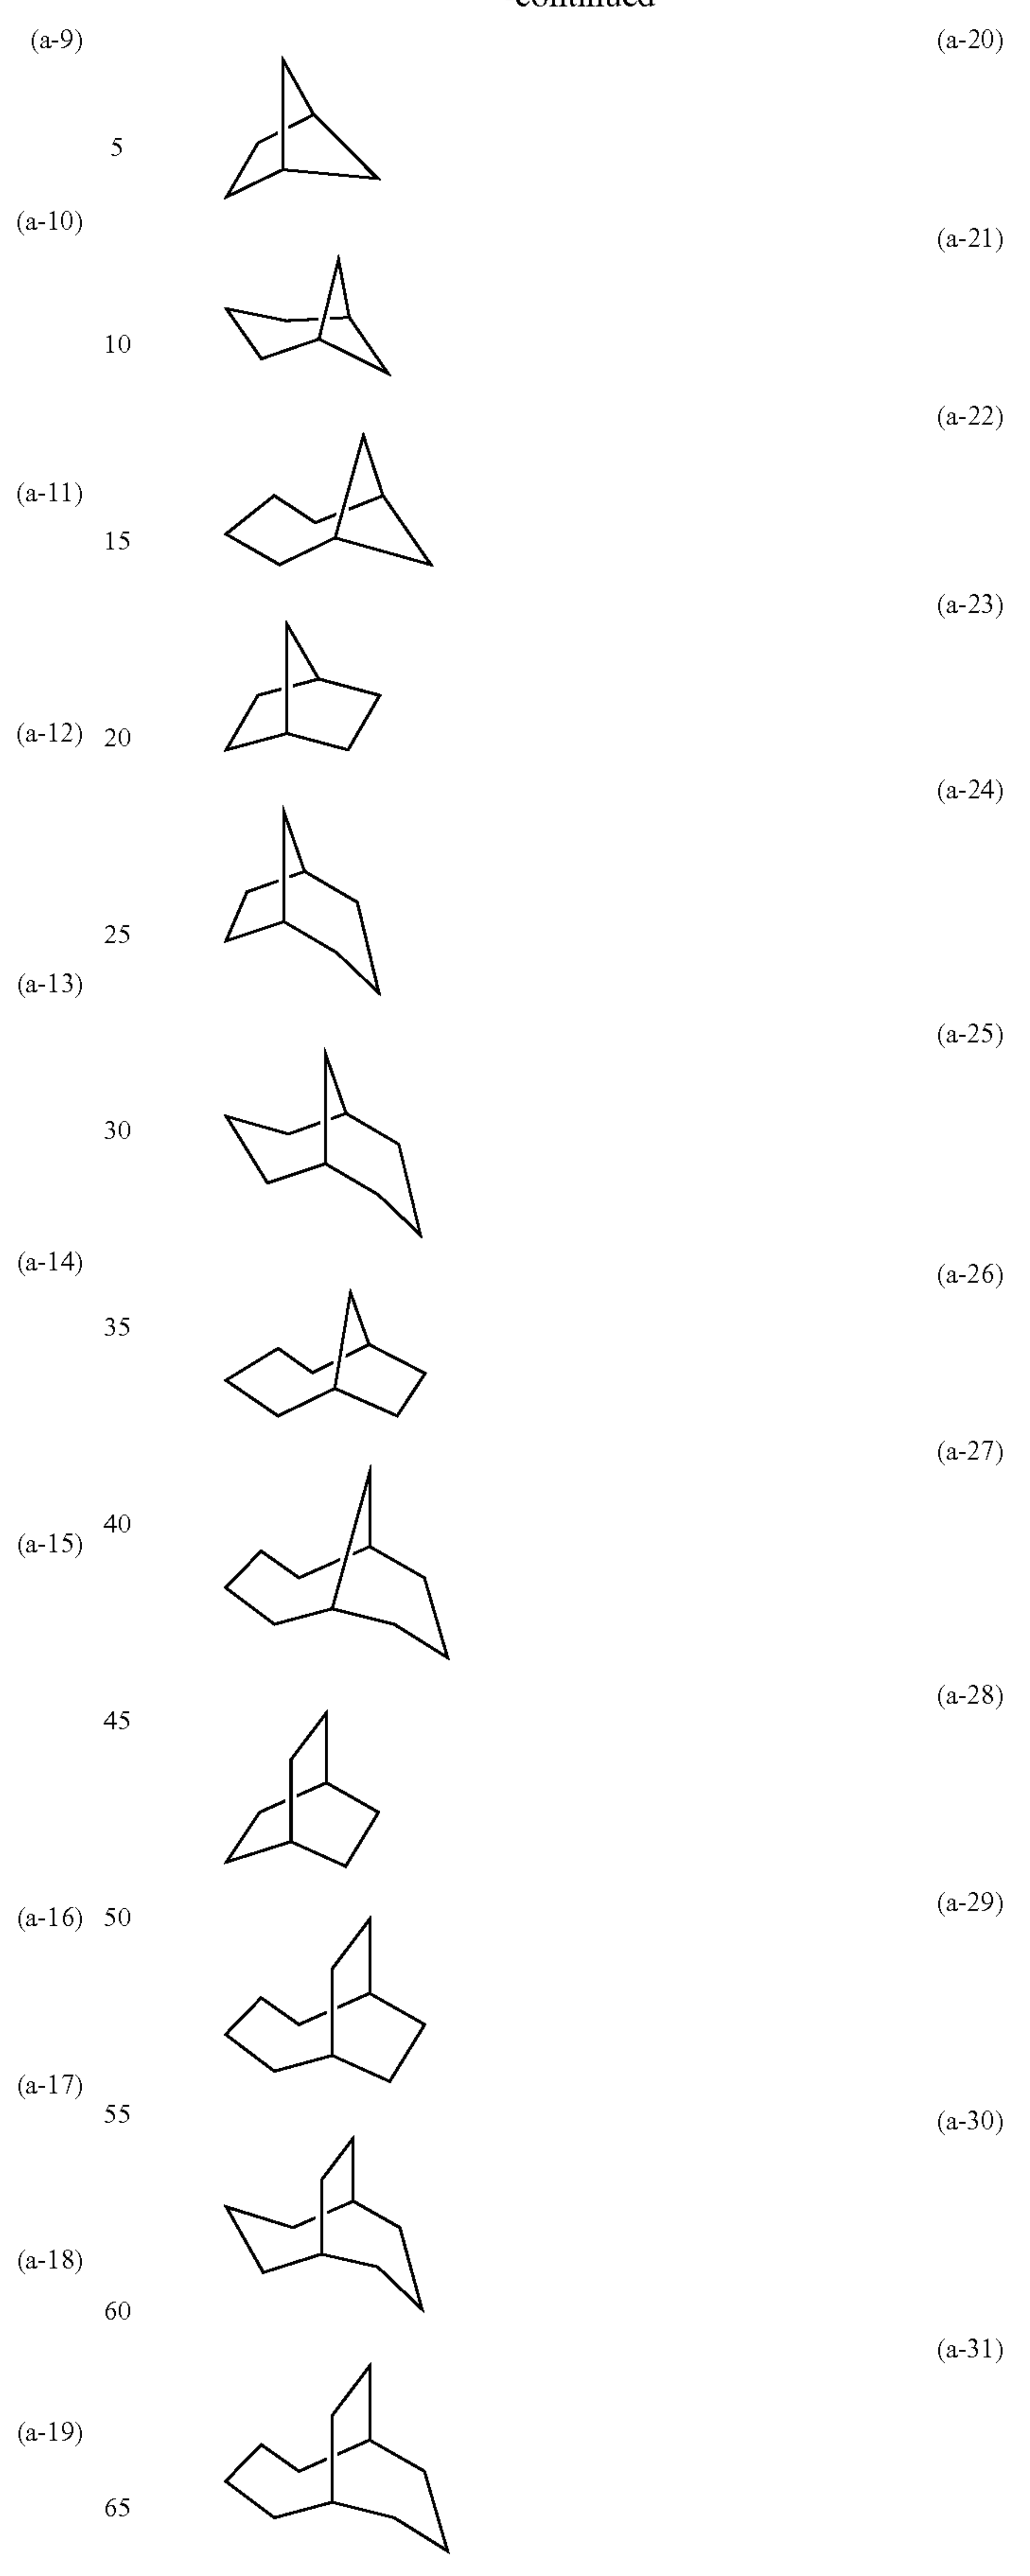 -continued
(a-9) (a-20)
5
(a-10)
(a-21)
10
(a-22)
(a-11)
15
(a-23)
(a-12) 20
(a-24)
25
(a-13)
(a-25)
30
(a-14)
(a-26)
35
(a-27)
40
(a-15)
(a-28)
45
(a-29)
(a-16) 50
(a-17)
55
(a-30)
(a-18)
60
(a-31)
(a-19)
65